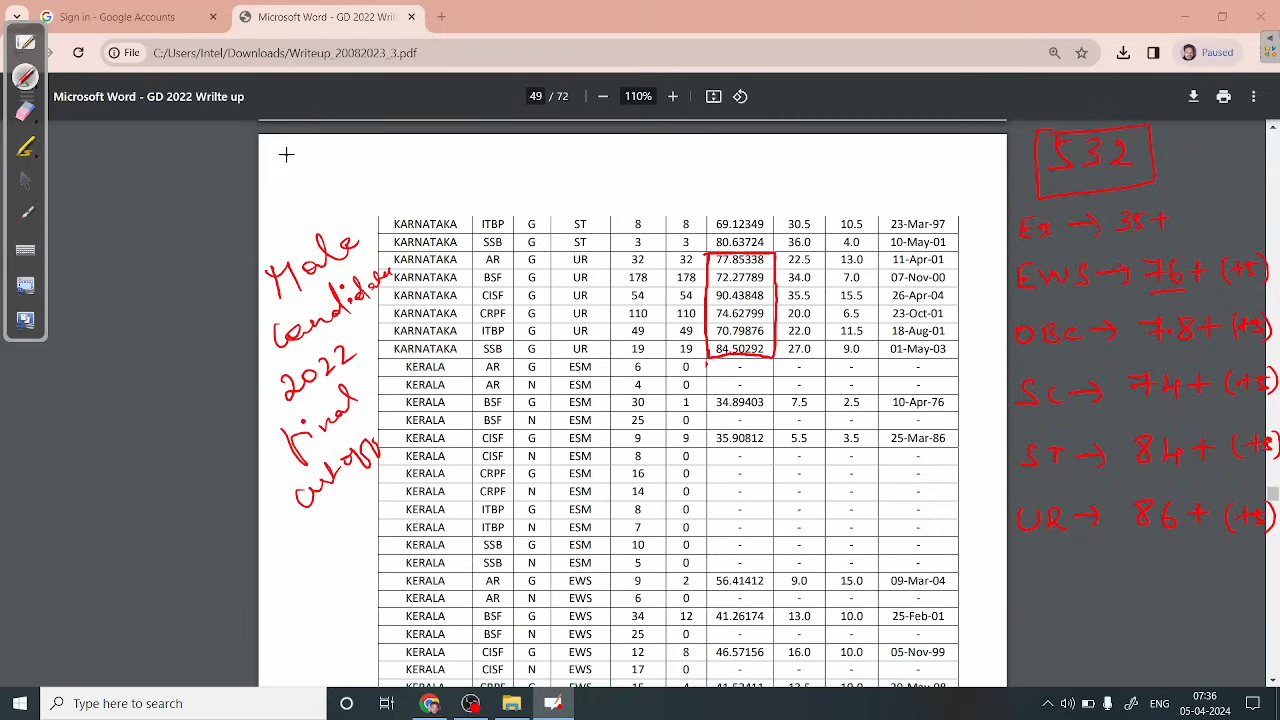 Sign in - Google Accounts
Microsoft Word - GD 2022 Writ
File
C:/Users/Intel/Downloads/Writeup_20082023_3.pdf
Paused
Microsoft Word - GD 2022 Wrilte up
49 / 72
110%
532
KARNATAKA ITBP G ST 8 8 69.12349 30.5 10.5 23-Mar-97
KARNATAKA SSB G ST 3 3 80.63724 36.0 4.0 10-May-01
KARNATAKA AR G UR 32 32 77.85338 22.5 13.0 11-Apr-01
KARNATAKA BSF G UR 178 178 72.27789 34.0 7.0 07-Nov-00
KARNATAKA CISF G UR 54 54 90.43848 35.5 15.5 26-Apr-04
KARNATAKA CRPF G UR 110 110 74.62799 20.0 6.5 23-Oct-01
KARNATAKA ITBP G UR 49 49 70.79876 22.0 11.5 18-Aug-01
KARNATAKA SSB G UR 19 19 84.50292 27.0 9.0 01-May-03
KERALA AR G ESM 6 0 - - - -
KERALA AR N ESM 4 0 - - - -
KERALA BSF G ESM 30 1 34.89403 7.5 2.5 10-Apr-76
KERALA BSF N ESM 25 0 - - - -
KERALA CISF G ESM 9 9 35.90812 5.5 3.5 25-Mar-86
KERALA CISF N ESM 8 0 - - - -
KERALA CRPF G ESM 16 0 - - - -
KERALA CRPF N ESM 14 0 - - - -
KERALA ITBP G ESM 8 0 - - - -
KERALA ITBP N ESM 7 0 - - - -
KERALA SSB G ESM 10 0 - - - -
KERALA SSB N ESM 5 0 - - - -
KERALA AR G EWS 9 2 56.41412 9.0 15.0 09-Mar-04
KERALA AR N EWS 6 0 - - - -
KERALA BSF G EWS 34 12 41.26174 13.0 10.0 25-Feb-01
KERALA BSF N EWS 25 0 - - - -
KERALA CISF G EWS 12 8 46.57156 16.0 10.0 05-Nov-99
KERALA CISF N EWS 17 0 - - - -
Male
candidates
2022
final
cutoff
Ex → 35+
EWS → 76+ (+5)
OBC → 78+ (+5)
SC → 74+ (+5)
ST → 84+ (+5)
UR → 86+ (+5)
Type here to search
ENG
07:36
05-04-2024